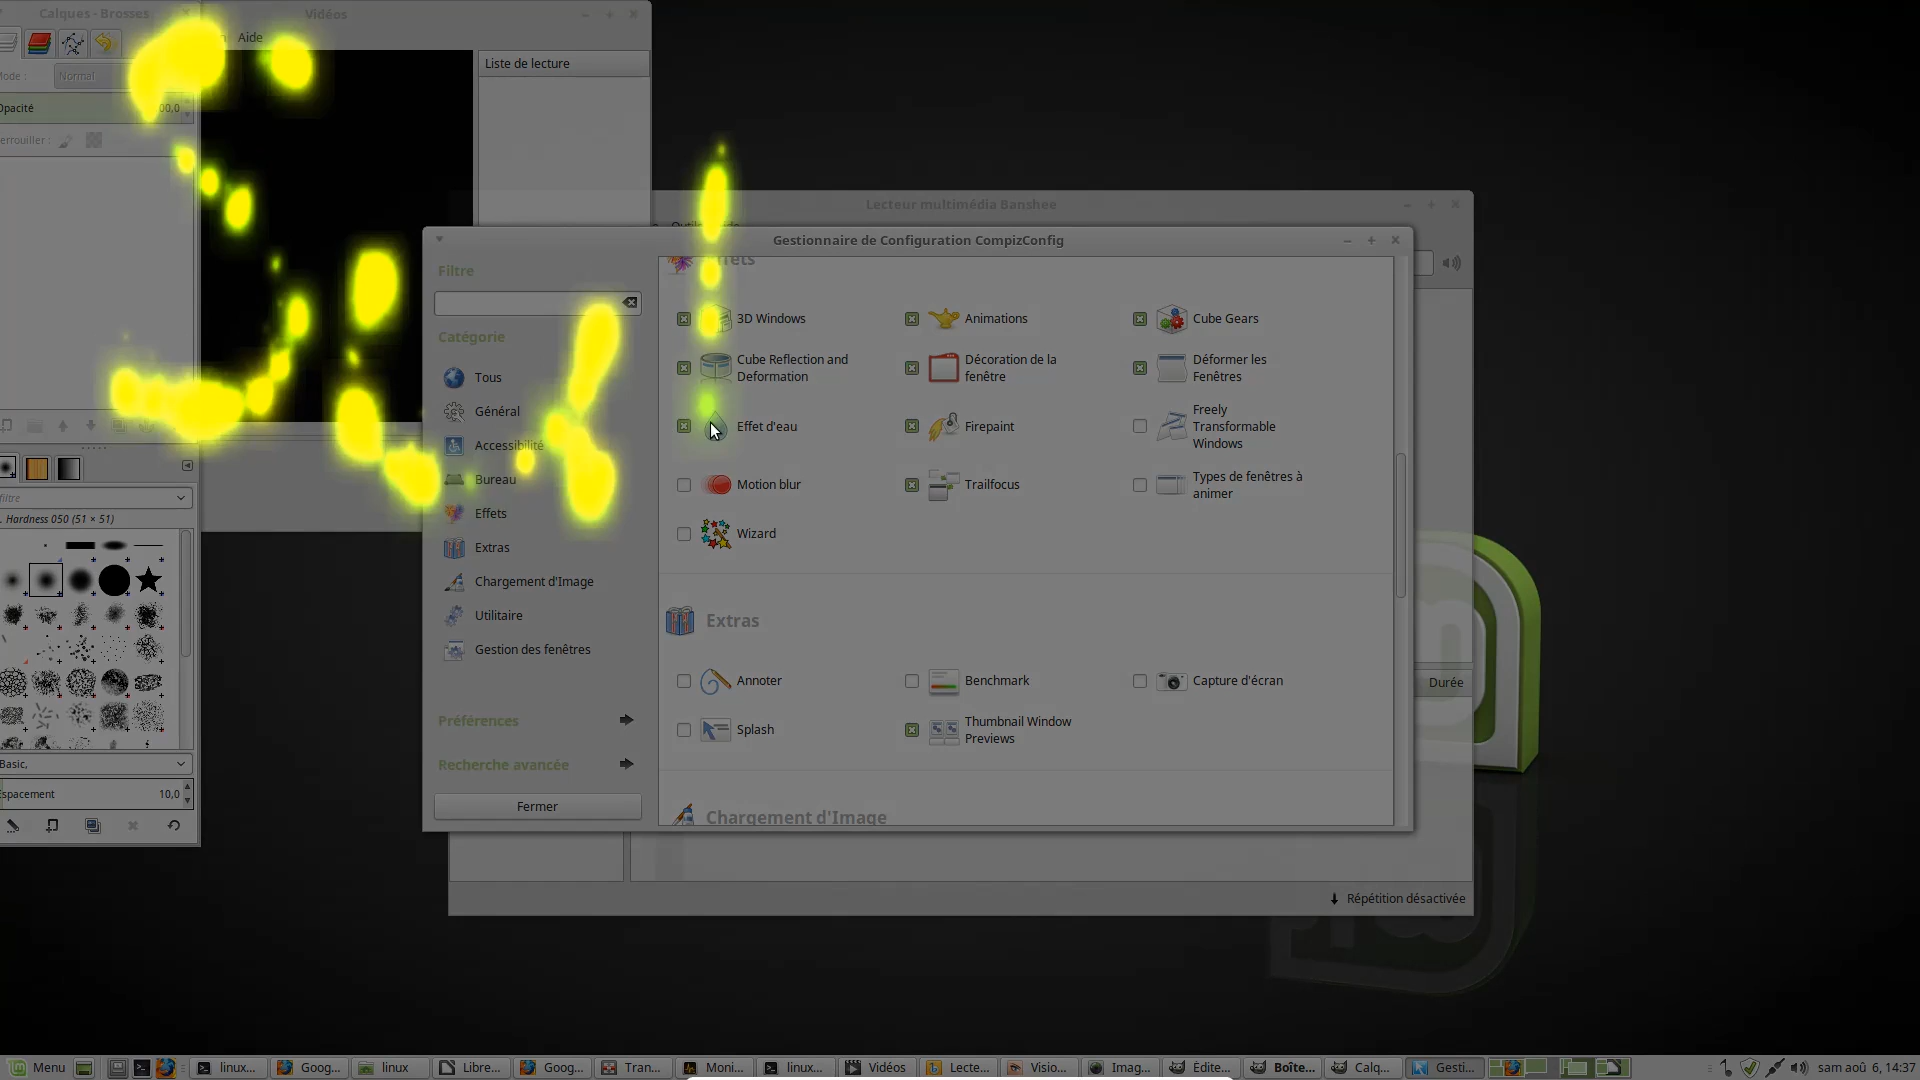 Calques - Brosses
Vidéos
Aide
Mode :
Normal
Opacité
00,0
errouiller :
Liste de lecture
Lecteur multimédia Banshee
Gestionnaire de Configuration CompizConfig
Filtre
Catégorie
Tous
Général
Accessibilité
Bureau
Effets
Extras
Chargement d'Image
Utilitaire
Gestion des fenêtres
Préférences
Recherche avancée
Fermer
3D Windows
Animations
Cube Gears
Cube Reflection and
Deformation
Décoration de la
fenêtre
Déformer les
Fenêtres
Effet d'eau
Firepaint
Freely
Transformable
Windows
Motion blur
Trailfocus
Types de fenêtres à
animer
Wizard
Extras
Annoter
Benchmark
Capture d'écran
Splash
Thumbnail Window
Previews
Chargement d'Image
filtre
. Hardness 050 (51 × 51)
Basic,
Espacement
10,0
Durée
Répétition désactivée
Menu
linux...
Goog...
linux
Libre...
Goog...
Tran...
Moni...
linux...
Vidéos
Lecte...
Visio...
Imag...
Édite...
Boîte...
Calq...
Gesti...
sam aoû 6, 14:37